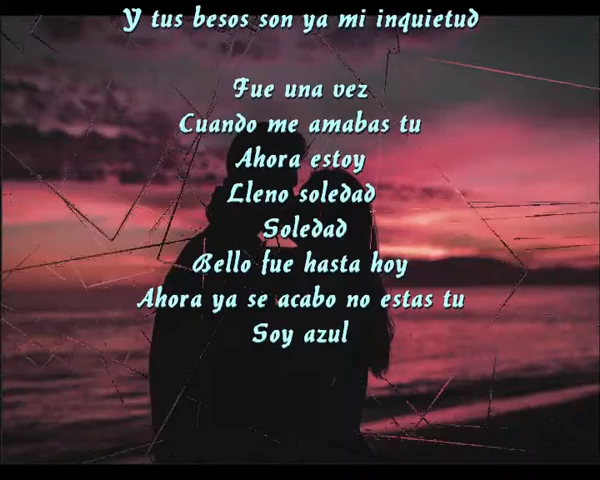 Y tus besos son ya mi inquietud
Fue una vez
Cuando me amabas tu
Ahora estoy
Lleno soledad
Soledad
Bello fue hasta hoy
Ahora ya se acabo no estas tu
Soy azul